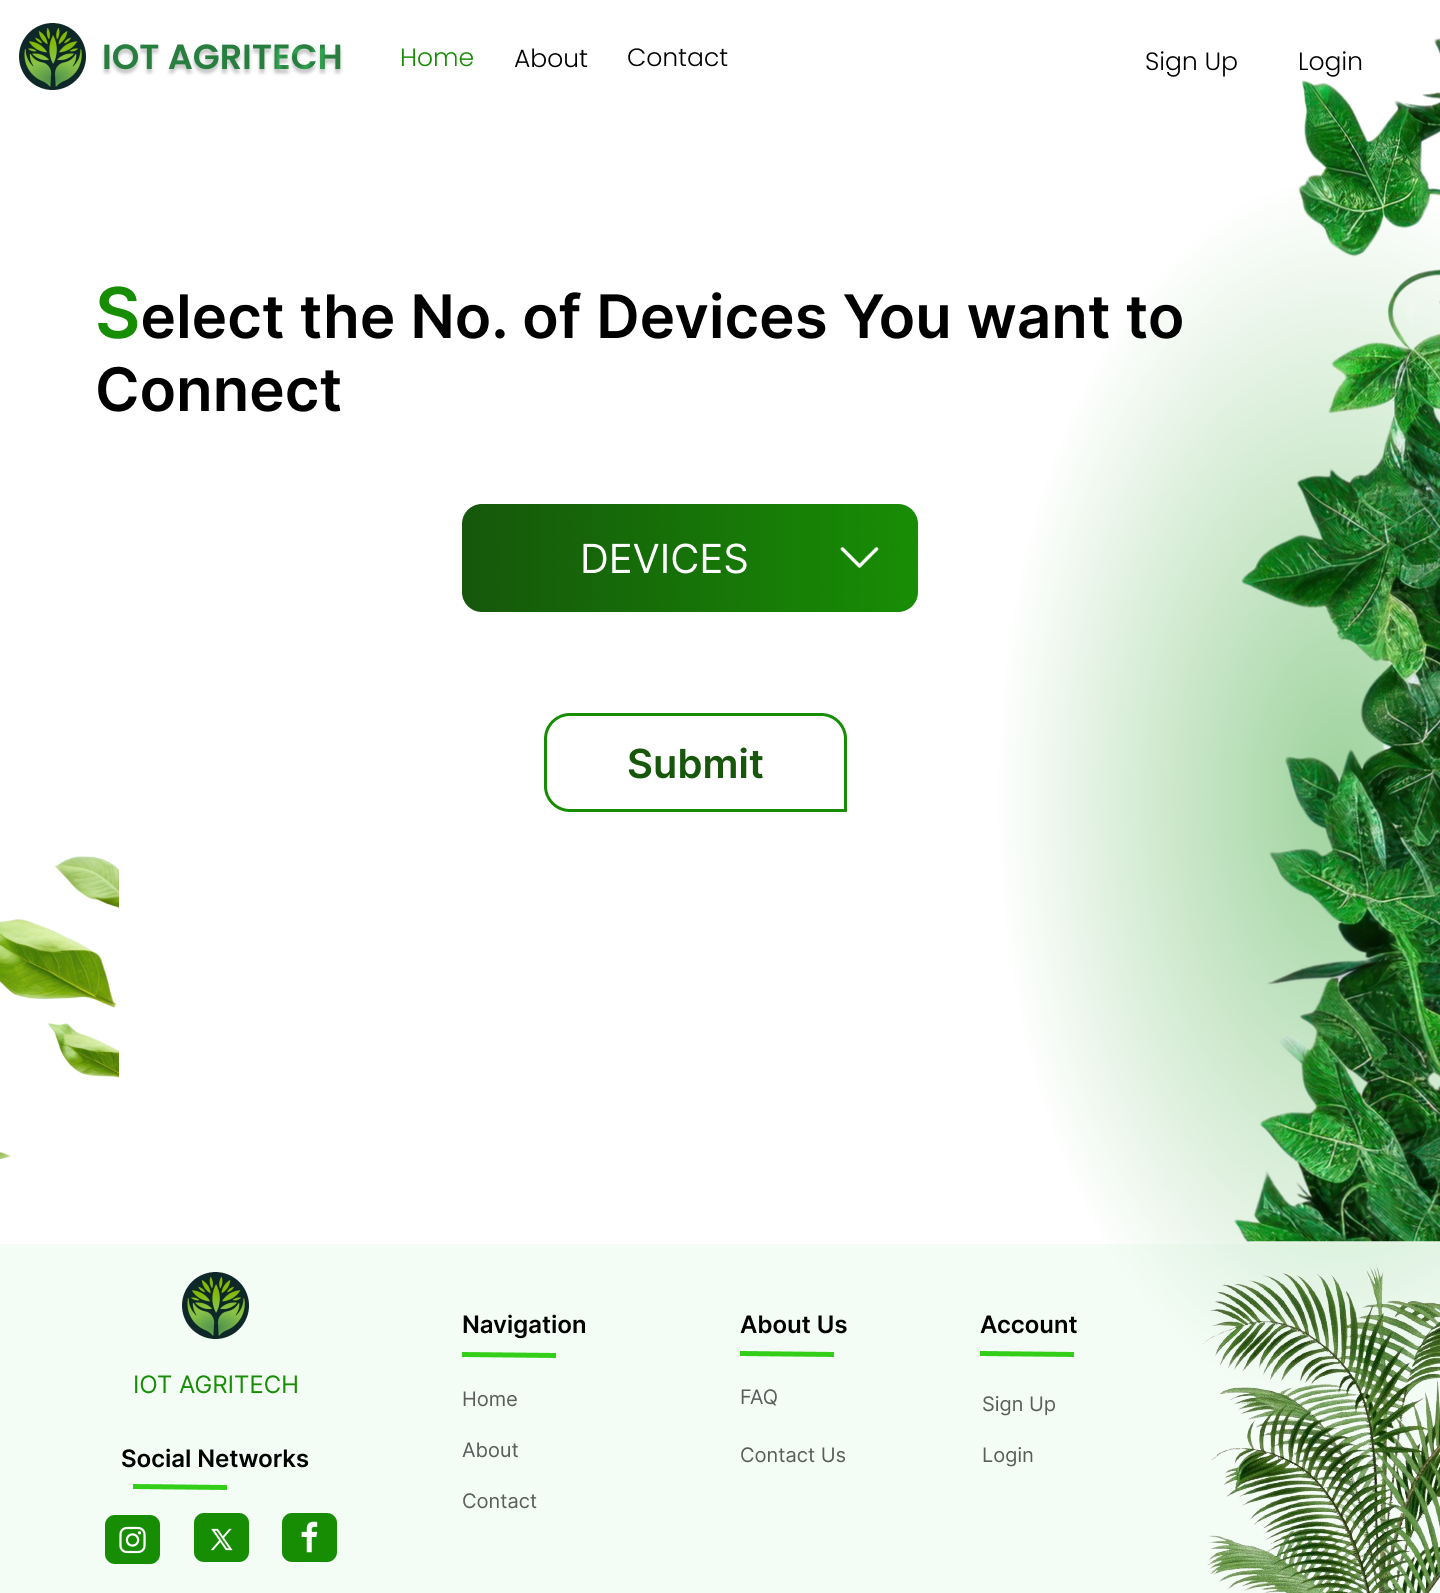 IOT AGRITECH
Home
About
Contact
Sign Up
Login
Select the No. of Devices You want to
Connect
DEVICES
Submit
IOT AGRITECH
Social Networks
Navigation
Home
About
Contact
About Us
FAQ
Contact Us
Account
Sign Up
Login